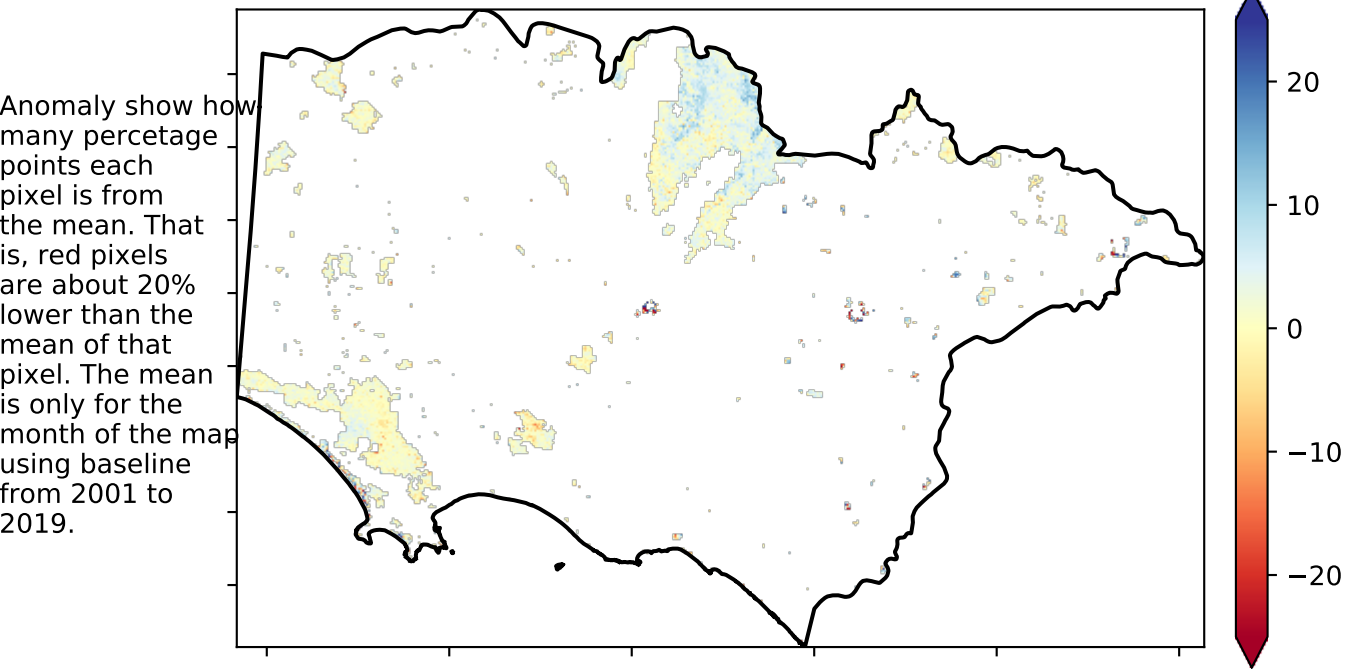 Anomaly show how
many percetage
points each
pixel is from
the mean. That
is, red pixels
are about 20%
lower than the
mean of that
pixel. The mean
is only for the
month of the map
using baseline
from 2001 to
2019.
20
10
0
−10
−20